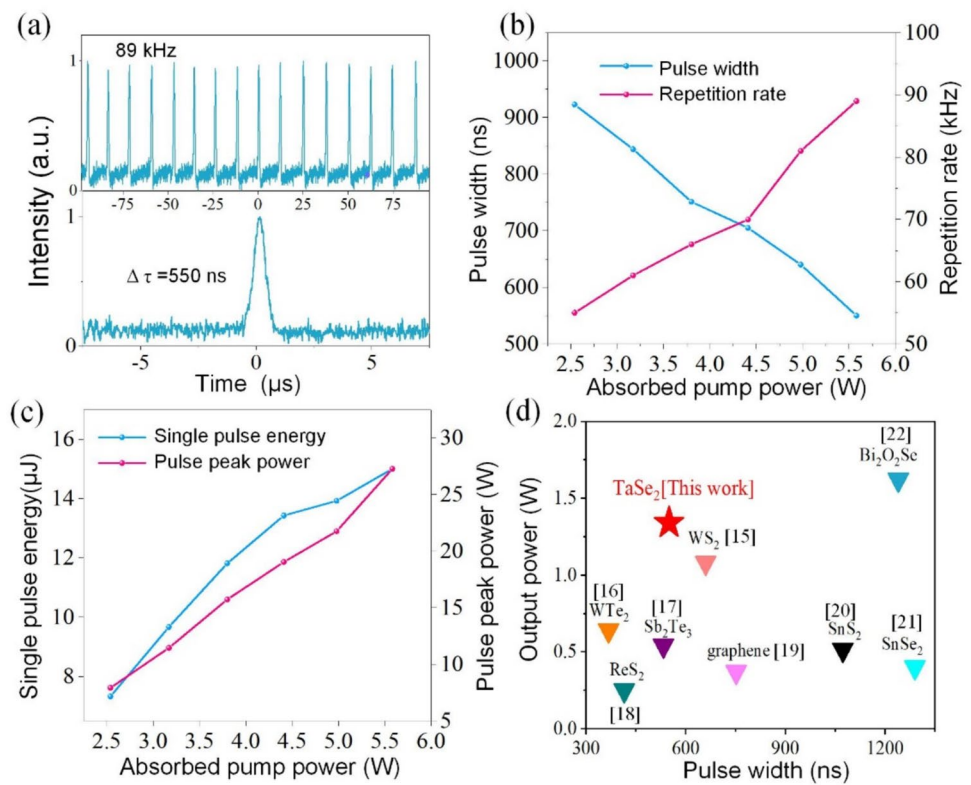 (a)
89 kHz
1
0
-75 -50 -25 0 25 50 75
1
Δ τ =550 ns
0
-5 0 5
Time (μs)
Intensity (a.u.)
(b)
1000
900
800
700
600
500
Pulse width (ns)
Pulse width
Repetition rate
100
90
80
70
60
50
Repetition rate (kHz)
2.5 3.0 3.5 4.0 4.5 5.0 5.5 6.0
Absorbed pump power (W)
(c)
16
14
12
10
8
Single pulse energy(μJ)
Single pulse energy
Pulse peak power
30
25
20
15
10
5
Pulse peak power (W)
2.5 3.0 3.5 4.0 4.5 5.0 5.5 6.0
Absorbed pump power (W)
(d)
2.0
1.5
1.0
0.5
0.0
Output power (W)
[22]
Bi₂O₂Se
TaSe₂[This work]
WS₂ [15]
[16]
WTe₂
[17]
Sb₂Te₃
[20]
SnS₂
[21]
SnSe₂
graphene [19]
ReS₂
[18]
300 600 900 1200
Pulse width (ns)